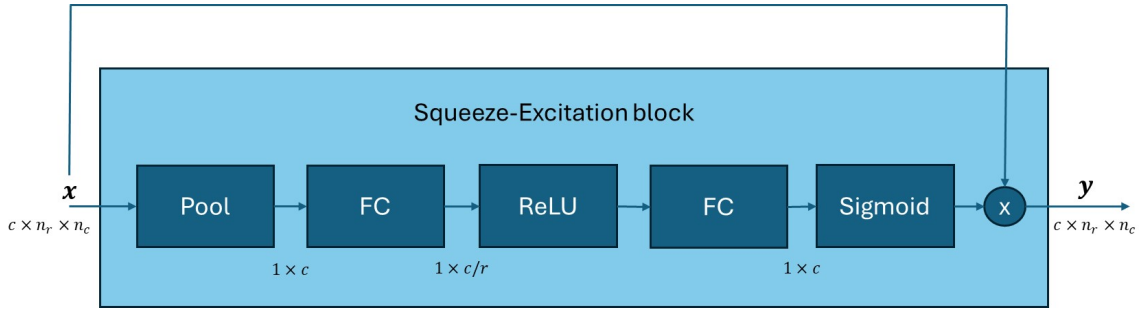 Squeeze-Excitation block
x
c × n_r × n_c
Pool
FC
ReLU
FC
Sigmoid
x
y
c × n_r × n_c
1 × c
1 × c/r
1 × c